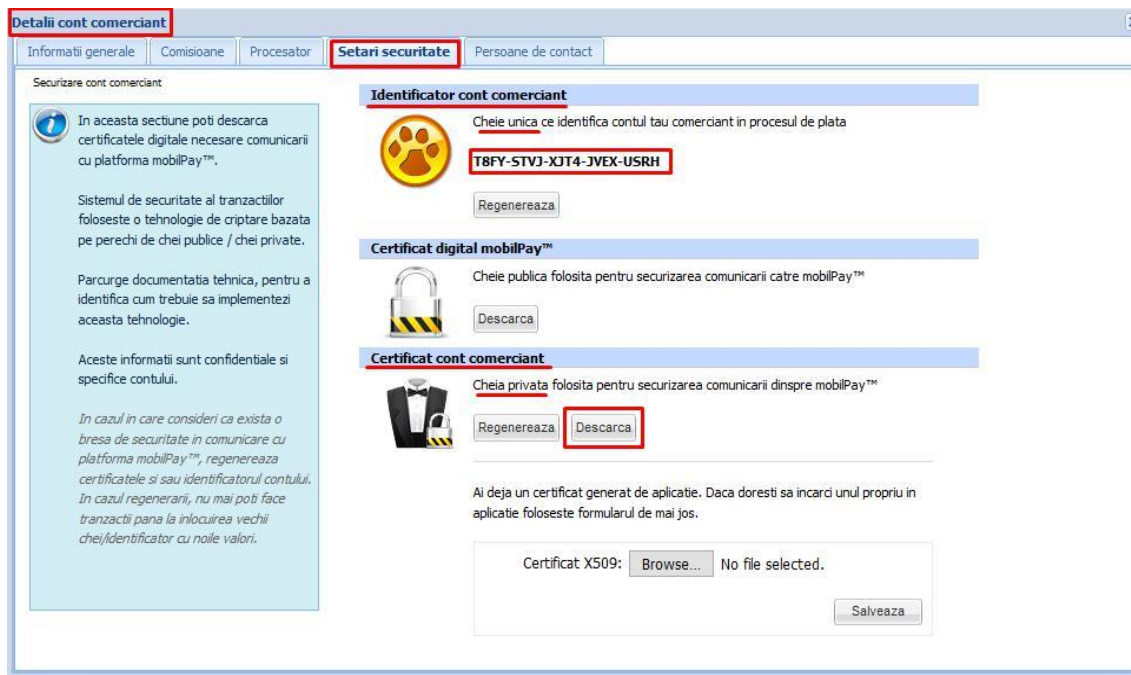 Detalii cont comerciant
Informatii generale
Comisioane
Procesator
Setari securitate
Persoane de contact
Securizare cont comerciant
In aceasta sectiune poti descarca
certificatele digitale necesare comunicarii
cu platforma mobilPay™.
Sistemul de securitate al tranzactiilor
foloseste o tehnologie de criptare bazata
pe perechi de chei publice / chei private.
Parcurge documentatia tehnica, pentru a
identifica cum trebuie sa implementezi
aceasta tehnologie.
Aceste informatii sunt confidentiale si
specifice contului.
In cazul in care consideri ca exista o
bresa de securitate in comunicare cu
platforma mobilPay™, regenereaza
certificatele si sau identificatorul contului.
In cazul regenerarii, nu mai poti face
tranzactii pana la inlocuirea vechii
chei/identificator cu noile valori.
Identificator cont comerciant
Cheie unica ce identifica contul tau comerciant in procesul de plata
T8FY-STVJ-XJT4-JVEX-USRH
Regenereaza
Certificat digital mobilPay™
Cheie publica folosita pentru securizarea comunicarii catre mobilPay™
Descarca
Certificat cont comerciant
Cheia privata folosita pentru securizarea comunicarii dinspre mobilPay™
Regenereaza
Descarca
Ai deja un certificat generat de aplicatie. Daca doresti sa incarci unul propriu in
aplicatie foloseste formularul de mai jos.
Certificat X509: Browse... No file selected.
Salveaza